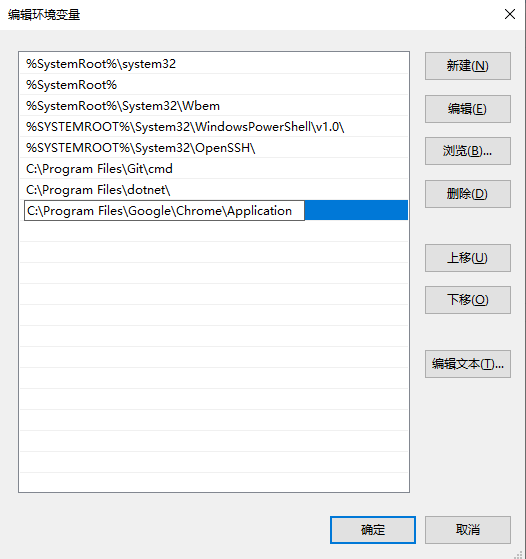 编辑环境变量
%SystemRoot%\system32
%SystemRoot%
%SystemRoot%\System32\Wbem
%SYSTEMROOT%\System32\WindowsPowerShell\v1.0\
%SYSTEMROOT%\System32\OpenSSH\
C:\Program Files\Git\cmd
C:\Program Files\dotnet\
C:\Program Files\Google\Chrome\Application
新建(N)
编辑(E)
浏览(B)...
删除(D)
上移(U)
下移(O)
编辑文本(T)...
确定
取消